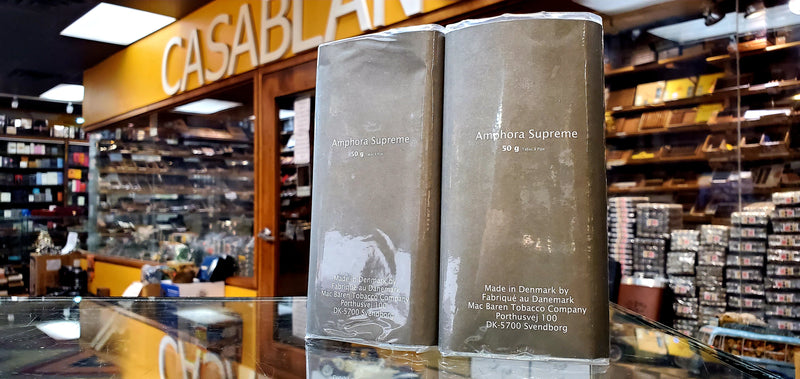 CASABLAN
Amphora Supreme
50 g
Made in Denmark by
Fabriqué au Danemark
Mac Baren Tobacco Company
Porthusvej 100
DK-5700 Svendborg
Amphora Supreme
50 g
Made in Denmark by
Fabriqué au Danemark
Mac Baren Tobacco Company
Porthusvej 100
DK-5700 Svendborg